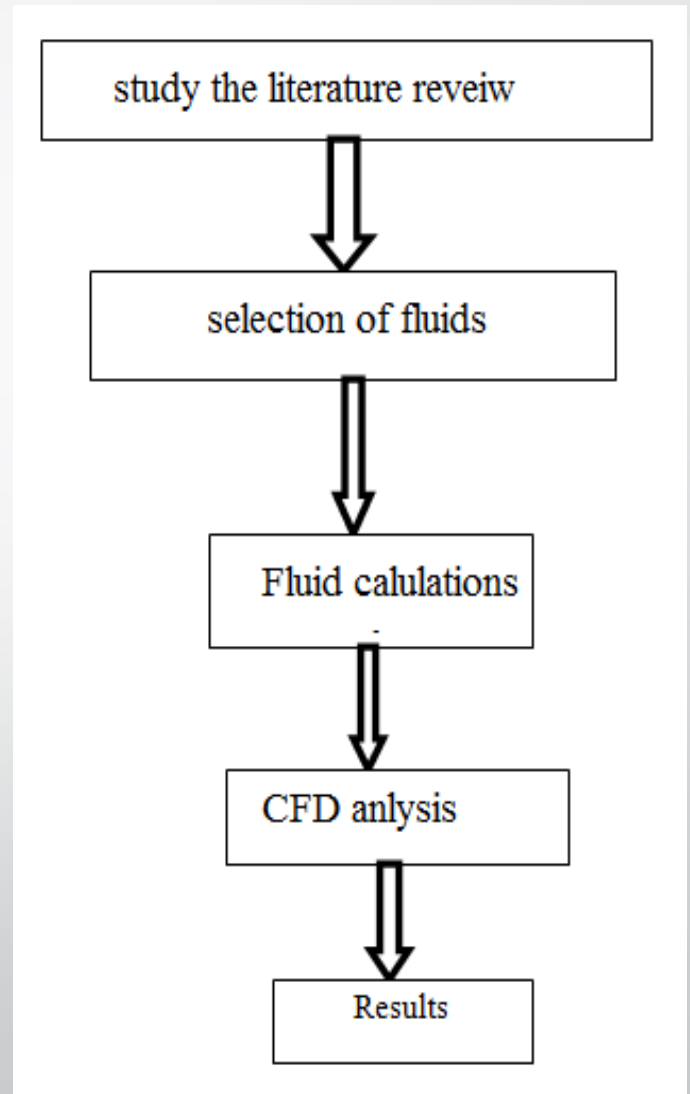 study the literature reveiw
selection of fluids
Fluid calulations
-
CFD anlysis
Results